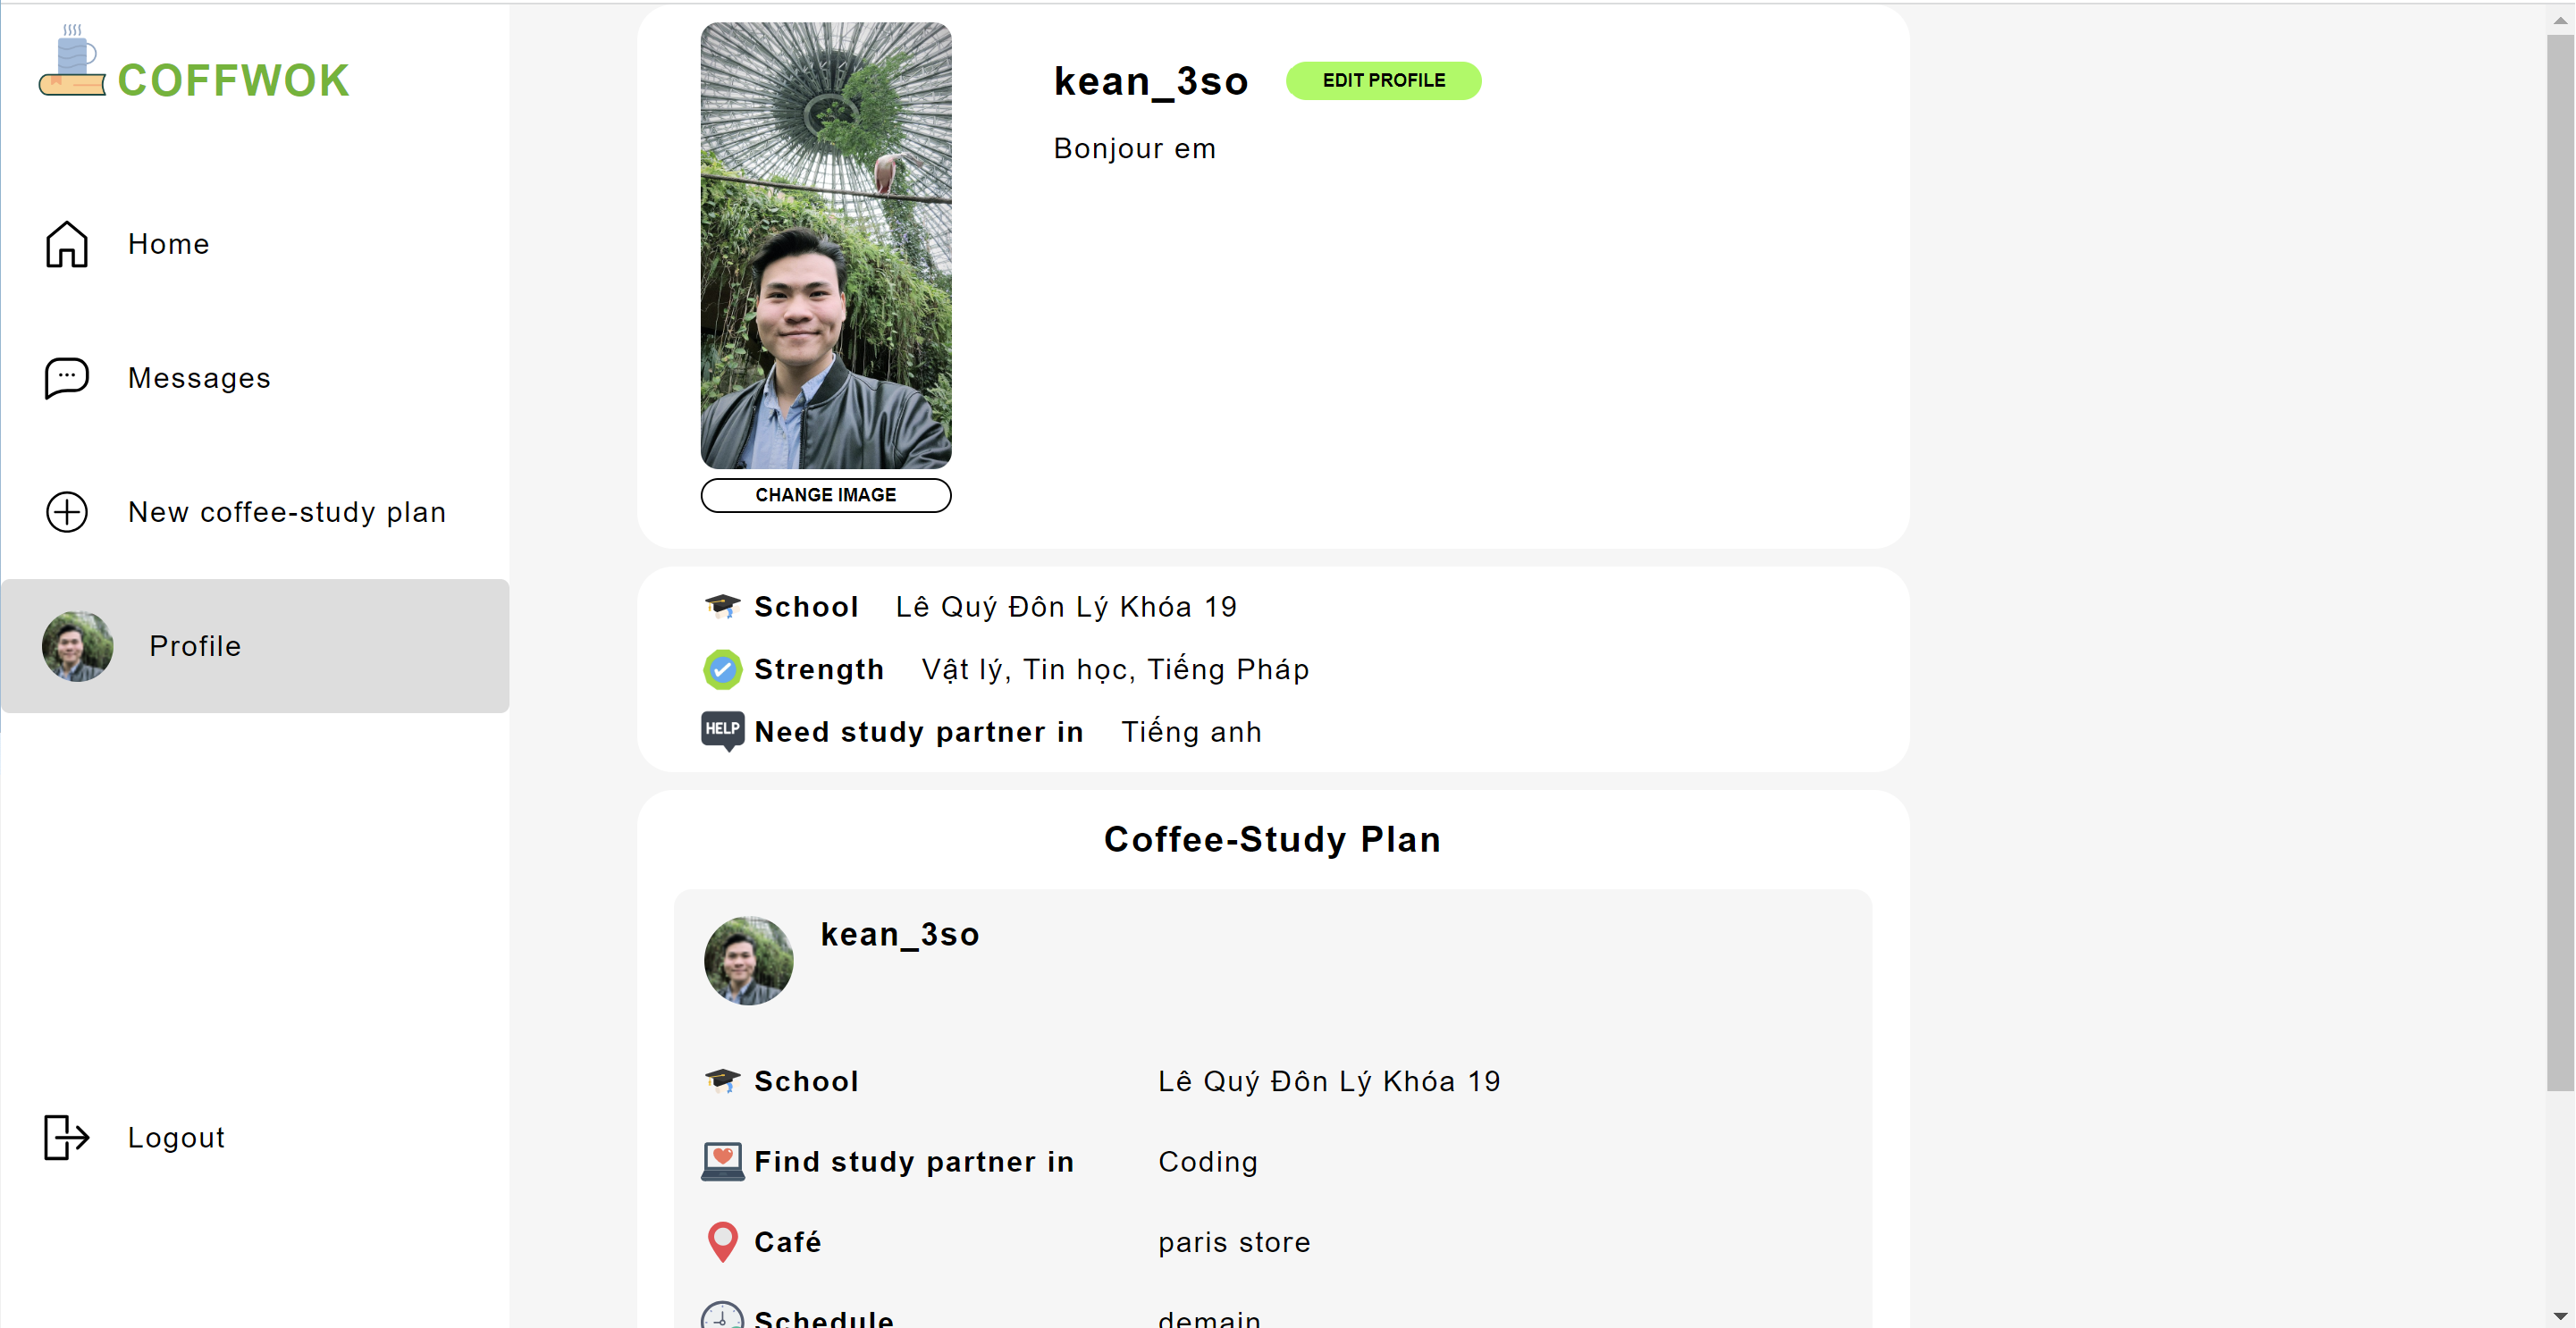 COFFWOK
Home
Messages
New coffee-study plan
Profile
Logout
kean_3so
EDIT PROFILE
Bonjour em
CHANGE IMAGE
School Lê Quý Đôn Lý Khóa 19
Strength Vật lý, Tin học, Tiếng Pháp
HELP Need study partner in Tiếng anh
Coffee-Study Plan
kean_3so
School Lê Quý Đôn Lý Khóa 19
Find study partner in Coding
Café paris store
Schedule demain